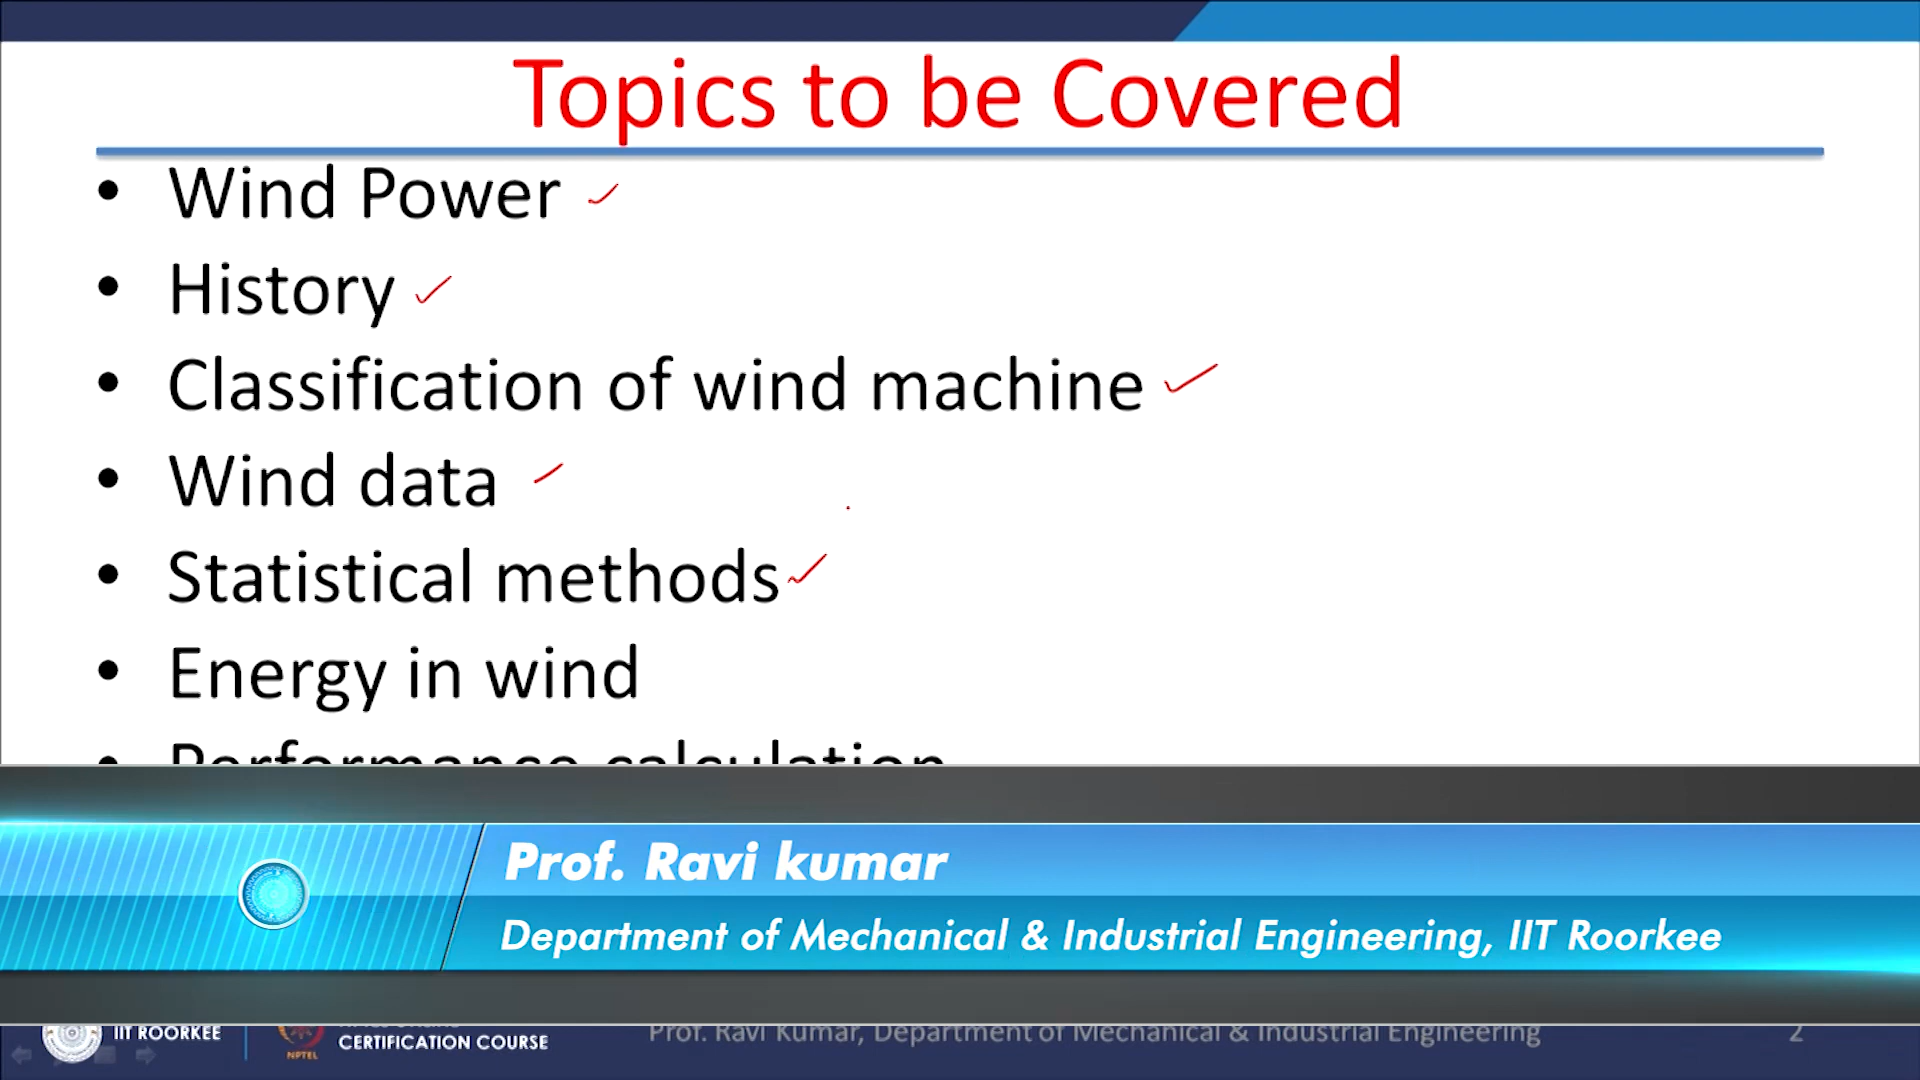 Topics to be Covered
• Wind Power
• History
• Classification of wind machine
• Wind data
• Statistical methods
• Energy in wind
• Performance calculation
Prof. Ravi kumar
Department of Mechanical & Industrial Engineering, IIT Roorkee
IIT ROORKEE
NPTEL
CERTIFICATION COURSE
Prof. Ravi Kumar, Department of Mechanical & Industrial Engineering
2